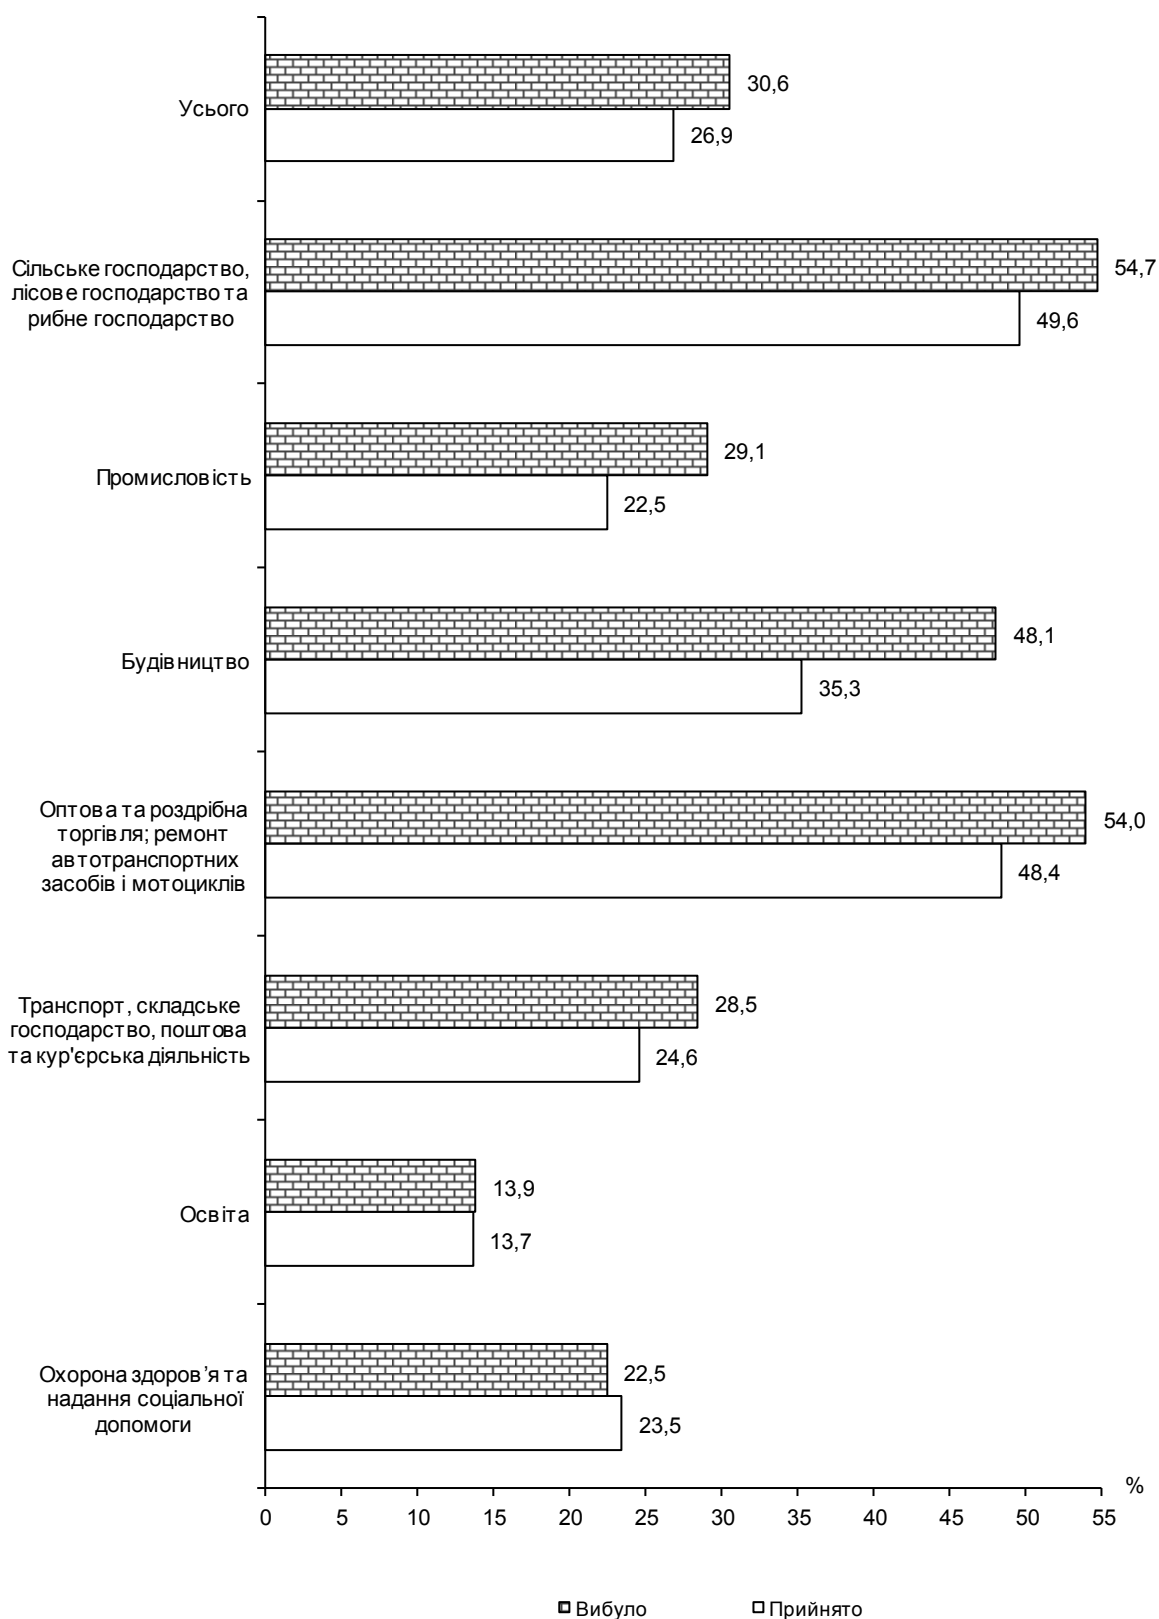 Усього
30,6
26,9
Сільське господарство,
лісове господарство та
рибне господарство
54,7
49,6
Промисловість
29,1
22,5
Будівництво
48,1
35,3
Оптова та роздрібна
торгівля; ремонт
автотранспортних
засобів і мотоциклів
54,0
48,4
Транспорт, складське
господарство, поштова
та кур'єрська діяльність
28,5
24,6
Освіта
13,9
13,7
Охорона здоров’я та
надання соціальної
допомоги
22,5
23,5
%
0 5 10 15 20 25 30 35 40 45 50 55
Вибуло Прийнято